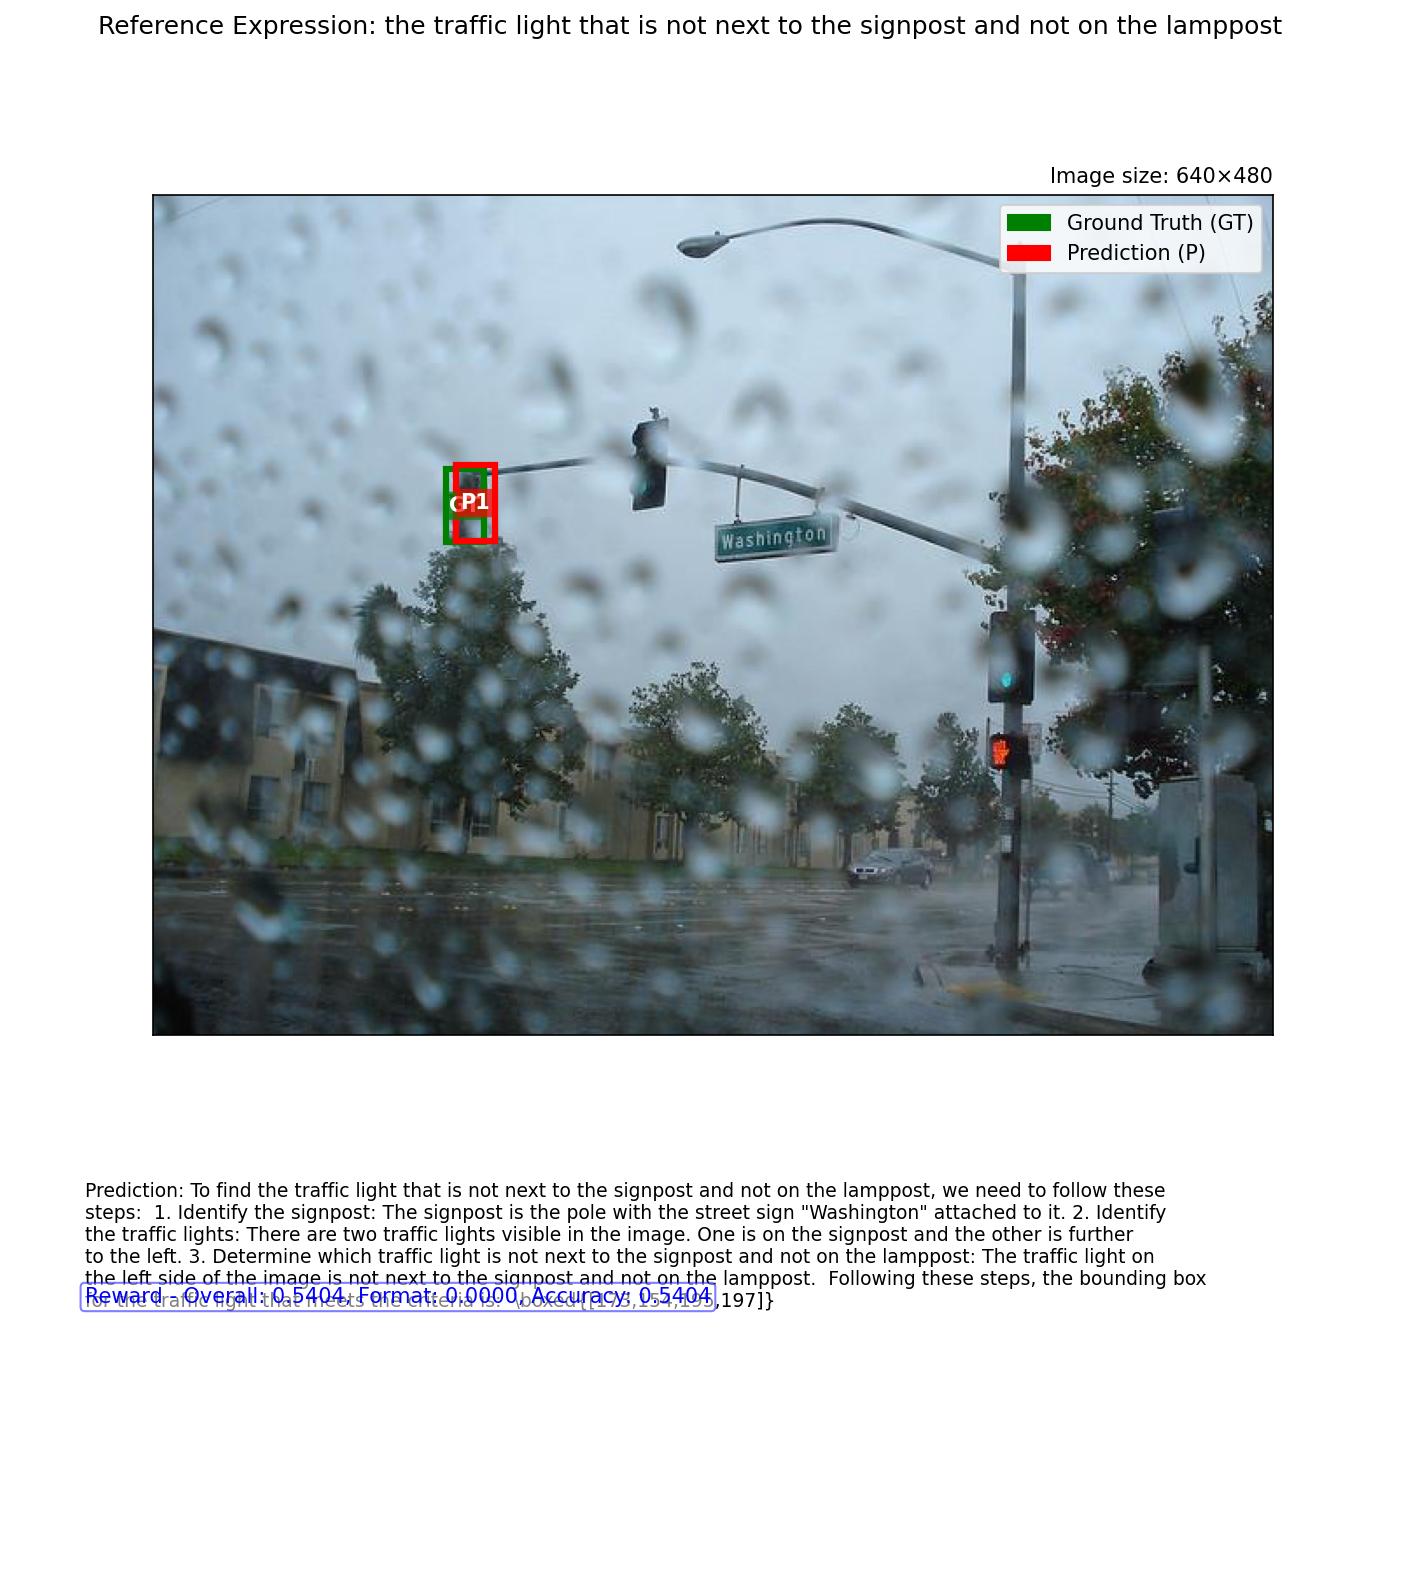 Reference Expression: the traffic light that is not next to the signpost and not on the lamppost
Image size: 640×480
Ground Truth (GT)
Prediction (P)
P1
Washington
Prediction: To find the traffic light that is not next to the signpost and not on the lamppost, we need to follow these
steps:  1. Identify the signpost: The signpost is the pole with the street sign "Washington" attached to it. 2. Identify
the traffic lights: There are two traffic lights visible in the image. One is on the signpost and the other is further
to the left. 3. Determine which traffic light is not next to the signpost and not on the lamppost: The traffic light on
the left side of the image is not next to the signpost and not on the lamppost.  Following these steps, the bounding box
for the traffic light that meets the criteria is:  \boxed{[173,154,195,197]}
Reward - Overall: 0.5404, Format: 0.0000, Accuracy: 0.5404